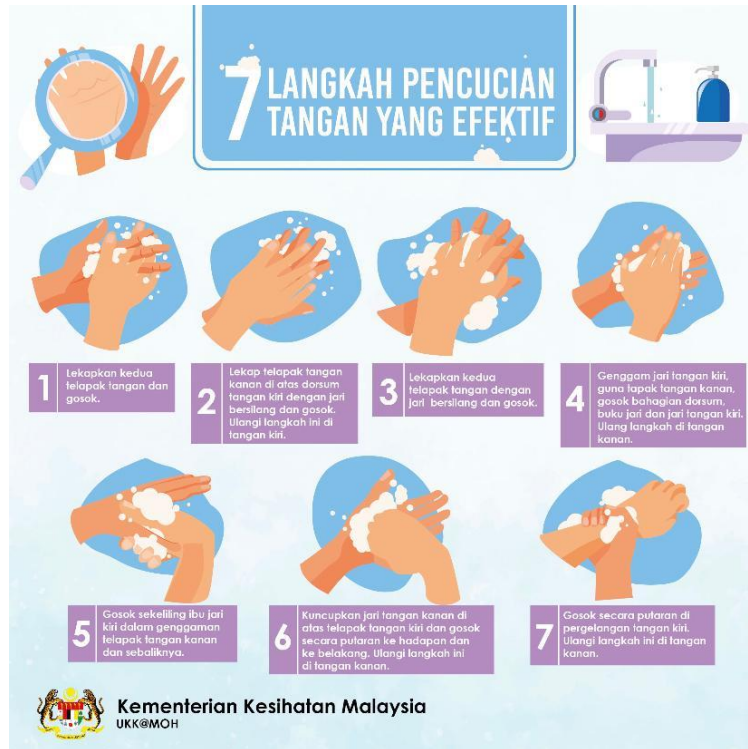 7 LANGKAH PENCUCIAN
TANGAN YANG EFEKTIF
1 Lekapkan kedua
telapak tangan dan
gosok.
2 Lekap telapak tangan
kanan di atas dorsum
tangan kiri dengan jari
bersilang dan gosok.
Ulangi langkah ini di
tangan kiri.
3 Lekapkan kedua
telapak tangan dengan
jari bersilang dan gosok.
4 Genggam jari tangan kiri,
guna tapak tangan kanan,
gosok bahagian dorsum,
buku jari dan jari tangan kiri.
Ulang langkah di tangan
kanan.
5 Gosok sekeliling ibu jari
kiri dalam genggaman
telapak tangan kanan
dan sebaliknya.
6 Kuncupkan jari tangan kanan di
atas telapak tangan kiri dan gosok
secara putaran ke hadapan dan
ke belakang. Ulangi langkah ini
di tangan kanan.
7 Gosok secara putaran di
pergelangan tangan kiri.
Ulangi langkah ini di tangan
kanan.
Kementerian Kesihatan Malaysia
UKK@MOH